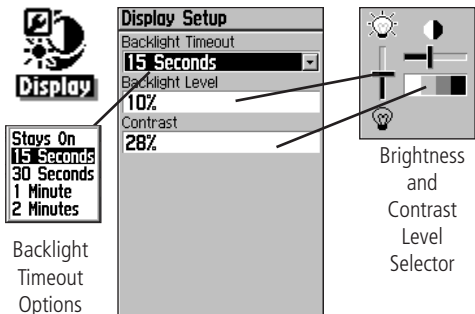 Display
Stays On
15 Seconds
30 Seconds
1 Minute
2 Minutes
Backlight
Timeout
Options
Display Setup
Backlight Timeout
15 Seconds
Backlight Level
10%
Contrast
28%
Brightness
and
Contrast
Level
Selector